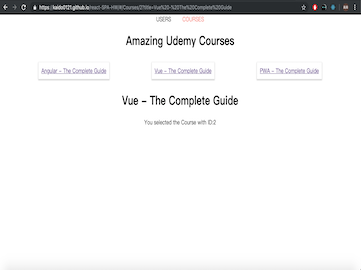 https://kaido0121.github.io/react-SPA-HW/#/Courses/2?title=Vue%20-%20The%20Complete%20Guide
USERS COURSES
Amazing Udemy Courses
Angular - The Complete Guide
Vue - The Complete Guide
PWA - The Complete Guide
Vue - The Complete Guide
You selected the Course with ID:2